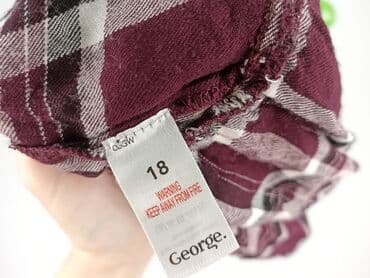 18
WARNING
KEEP AWAY FROM FIRE
George.